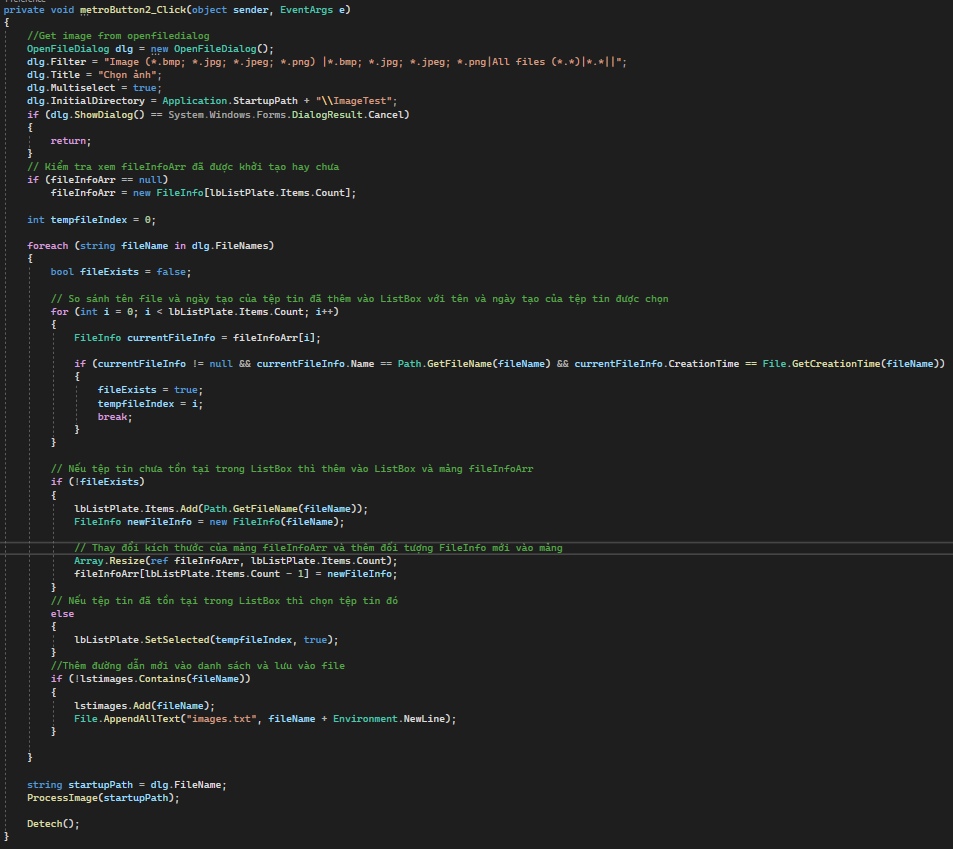 private void metroButton2_Click(object sender, EventArgs e)
{
    //Get image from openfiledialog
    OpenFileDialog dlg = new OpenFileDialog();
    dlg.Filter = "Image (*.bmp; *.jpg; *.jpeg; *.png) |*.bmp; *.jpg; *.jpeg; *.png|All files (*.*)|*.*||";
    dlg.Title = "Chọn ảnh";
    dlg.Multiselect = true;
    dlg.InitialDirectory = Application.StartupPath + "\\ImageTest";
    if (dlg.ShowDialog() == System.Windows.Forms.DialogResult.Cancel)
    {
        return;
    }
    // Kiểm tra xem fileInfoArr đã được khởi tạo hay chưa
    if (fileInfoArr == null)
        fileInfoArr = new FileInfo[lbListPlate.Items.Count];

    int tempfileIndex = 0;

    foreach (string fileName in dlg.FileNames)
    {
        bool fileExists = false;

        // So sánh tên file và ngày tạo của tệp tin đã thêm vào ListBox với tên và ngày tạo của tệp tin được chọn
        for (int i = 0; i < lbListPlate.Items.Count; i++)
        {
            FileInfo currentFileInfo = fileInfoArr[i];

            if (currentFileInfo != null && currentFileInfo.Name == Path.GetFileName(fileName) && currentFileInfo.CreationTime == File.GetCreationTime(fileName))
            {
                fileExists = true;
                tempfileIndex = i;
                break;
            }
        }

        // Nếu tệp tin chưa tồn tại trong ListBox thì thêm vào ListBox và mảng fileInfoArr
        if (!fileExists)
        {
            lbListPlate.Items.Add(Path.GetFileName(fileName));
            FileInfo newFileInfo = new FileInfo(fileName);

            // Thay đổi kích thước của mảng fileInfoArr và thêm đối tượng FileInfo mới vào mảng
            Array.Resize(ref fileInfoArr, lbListPlate.Items.Count);
            fileInfoArr[lbListPlate.Items.Count - 1] = newFileInfo;
        }
        // Nếu tệp tin đã tồn tại trong ListBox thì chọn tệp tin đó
        else
        {
            lbListPlate.SetSelected(tempfileIndex, true);
        }
        //Thêm đường dẫn mới vào danh sách và lưu vào file
        if (!lstimages.Contains(fileName))
        {
            lstimages.Add(fileName);
            File.AppendAllText("images.txt", fileName + Environment.NewLine);
        }

    }

    string startupPath = dlg.FileName;
    ProcessImage(startupPath);

    Detech();
}